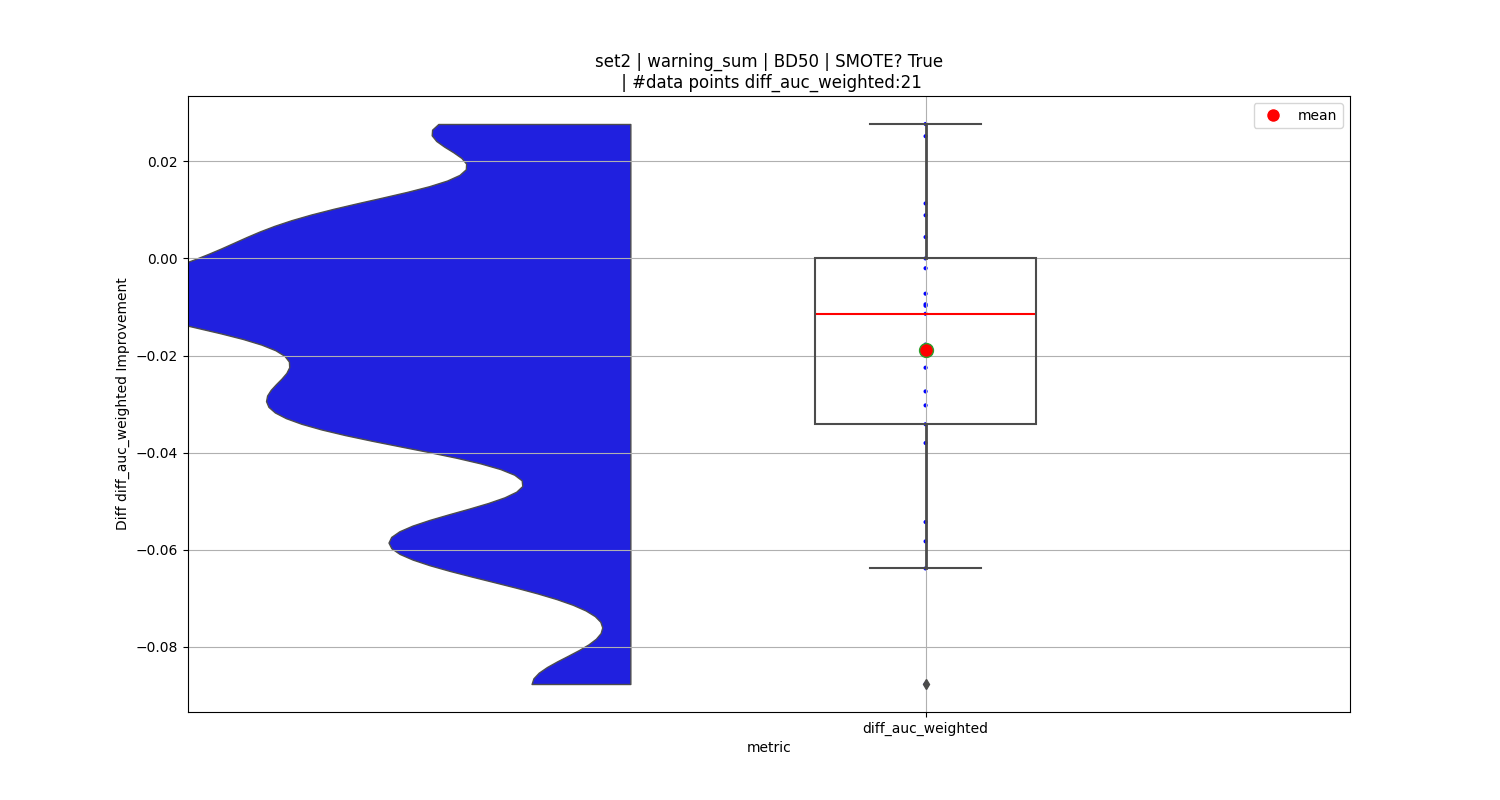 set2 | warning_sum | BD50 | SMOTE? True
| #data points diff_auc_weighted:21
mean
0.02
0.00
−0.02
−0.04
−0.06
−0.08
Diff diff_auc_weighted Improvement
diff_auc_weighted
metric